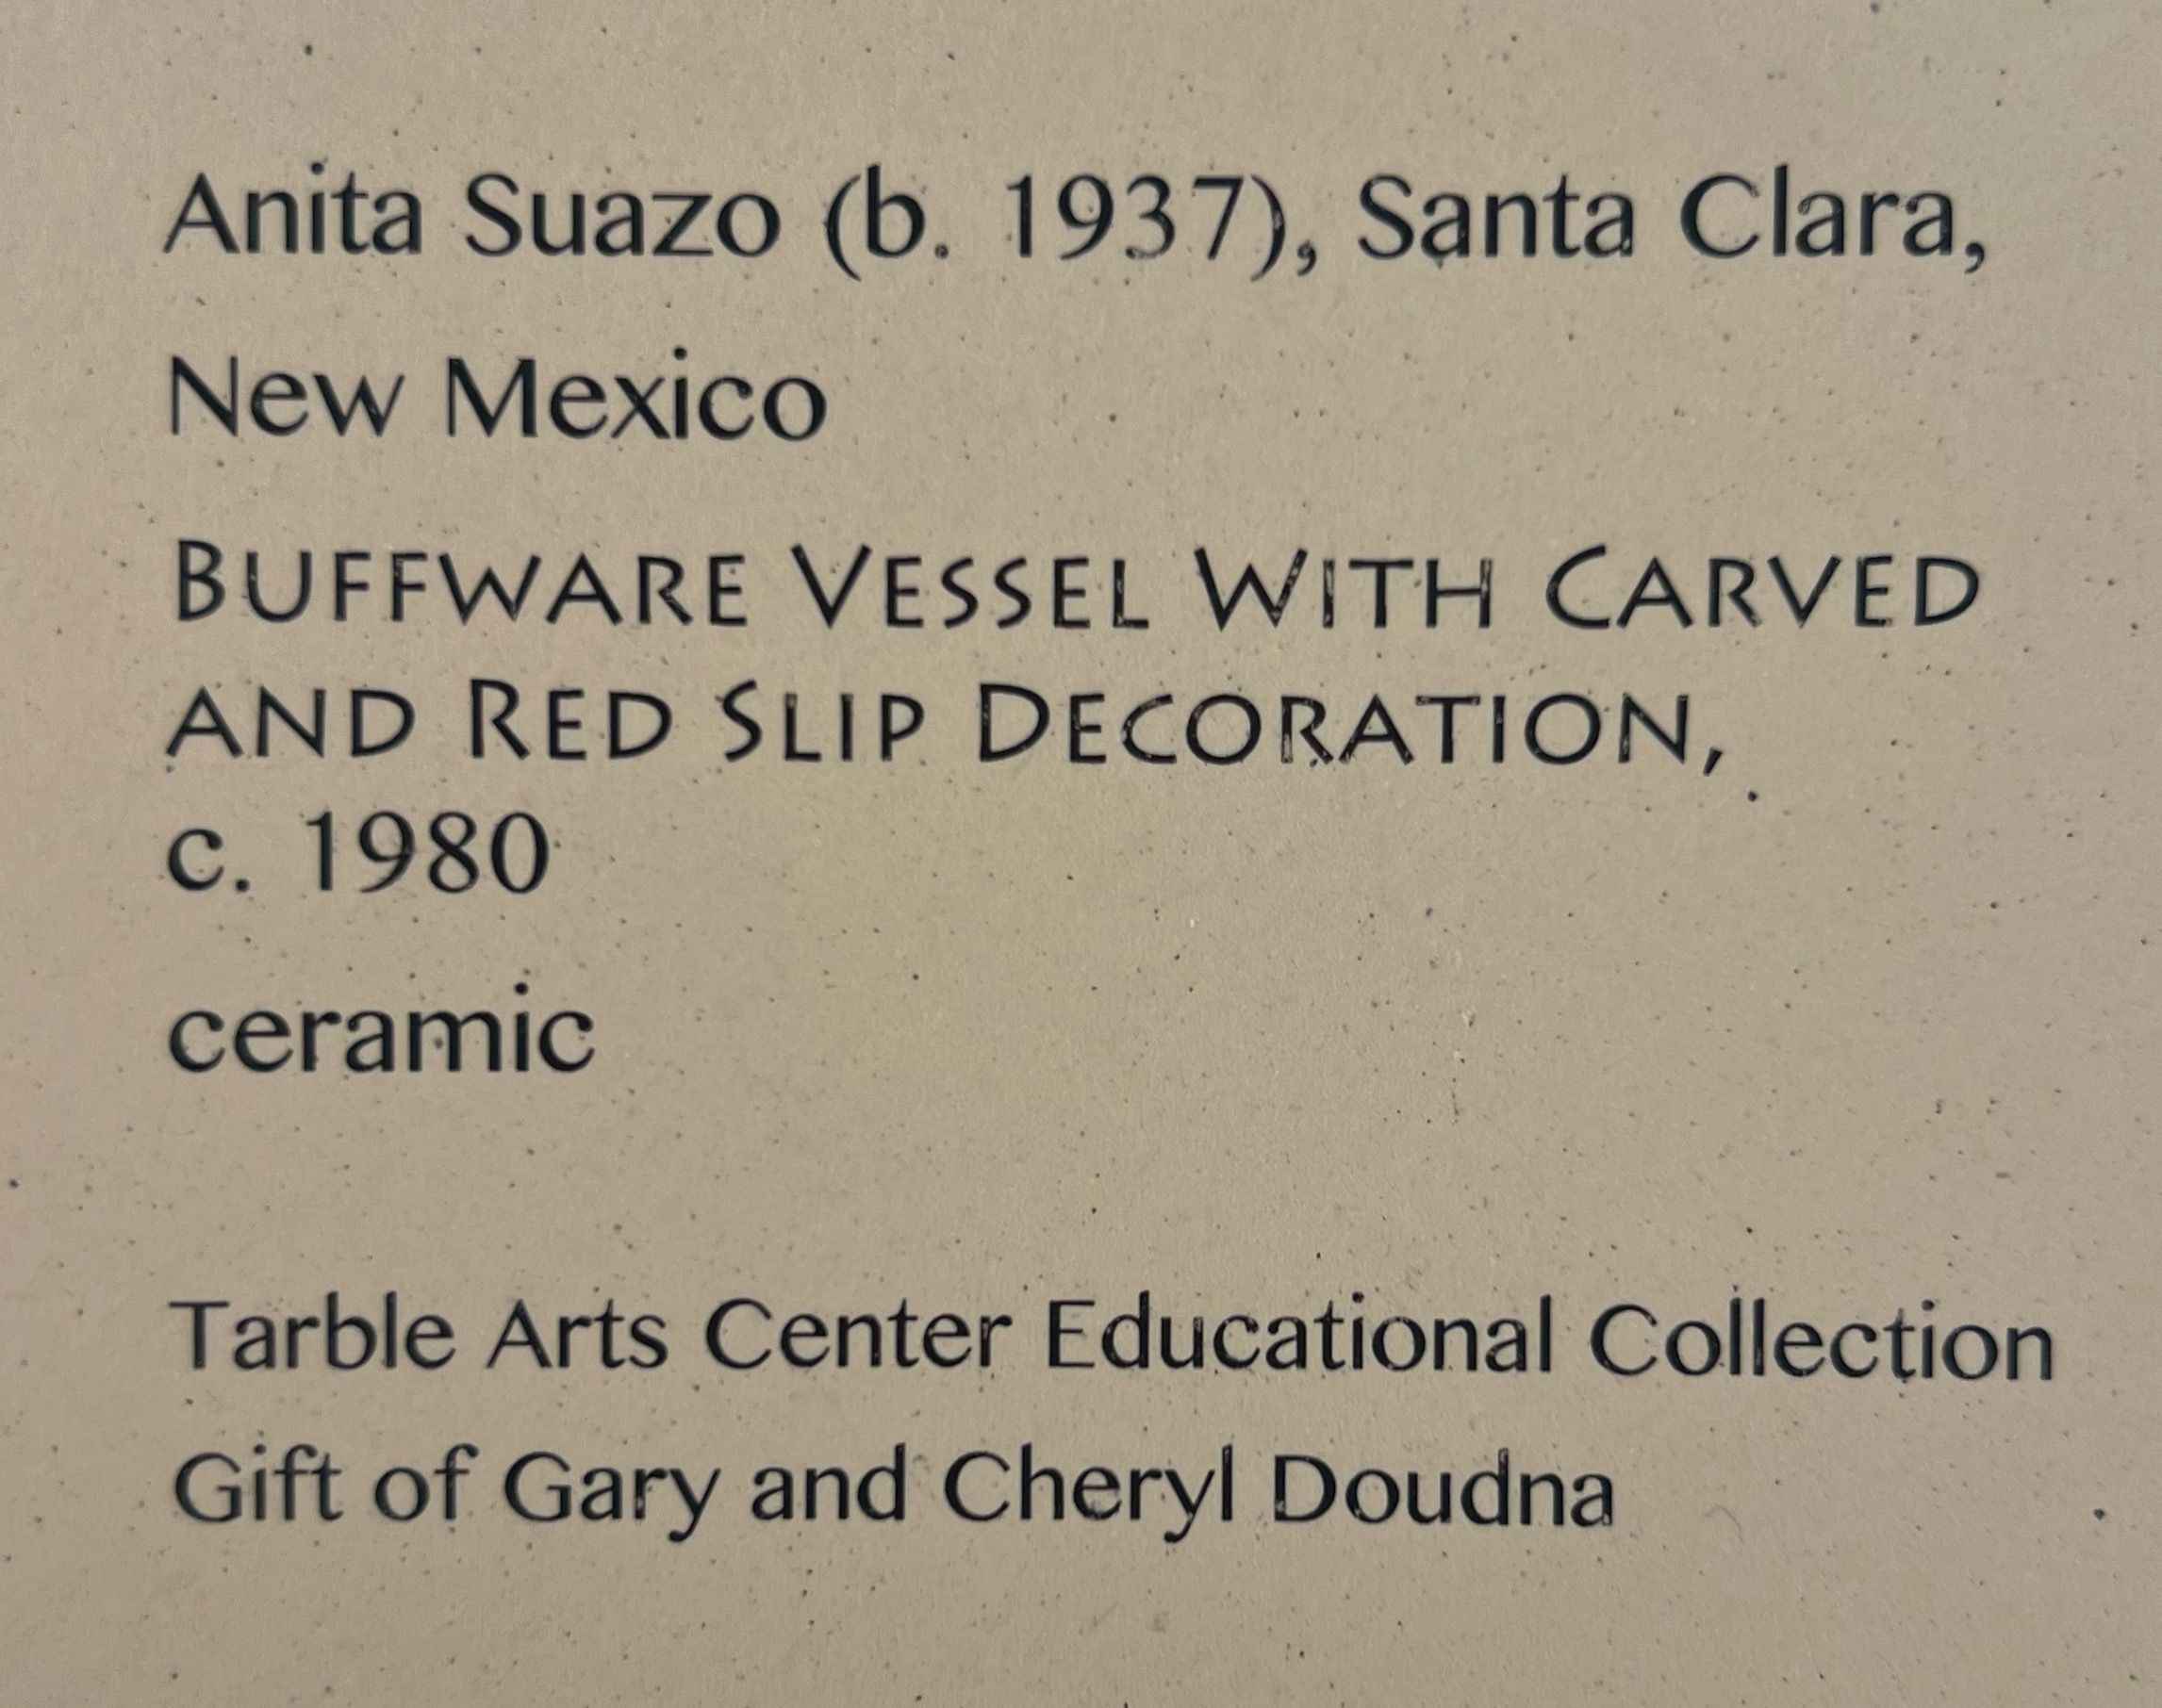 Anita Suazo (b. 1937), Santa Clara,
New Mexico
BUFFWARE VESSEL WITH CARVED
AND RED SLIP DECORATION,
c. 1980
ceramic
Tarble Arts Center Educational Collection
Gift of Gary and Cheryl Doudna